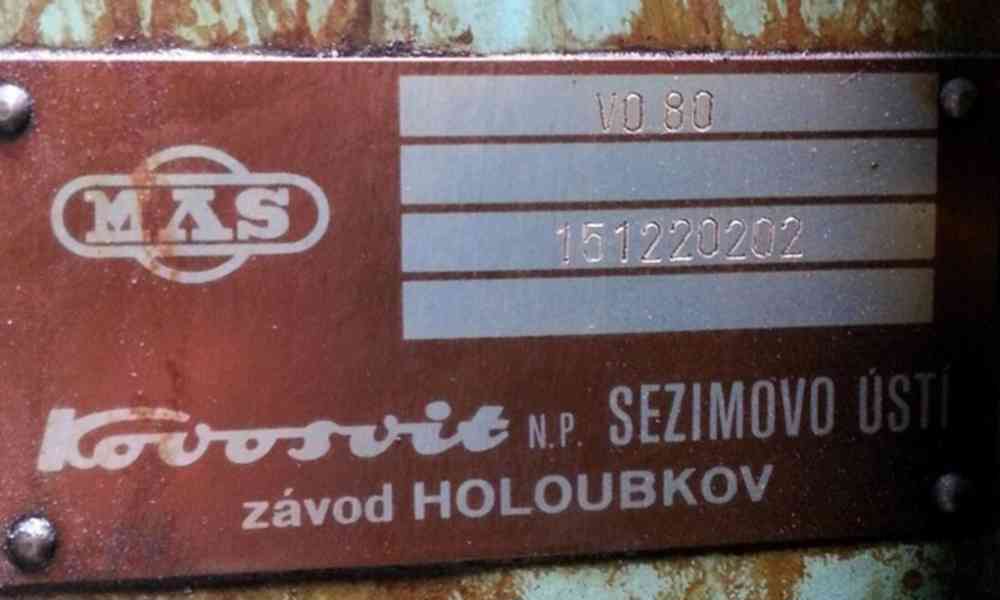 VO 80
MAS
151220202
Kovosvit N.P. SEZIMOVO ÚSTÍ
závod HOLOUBKOV